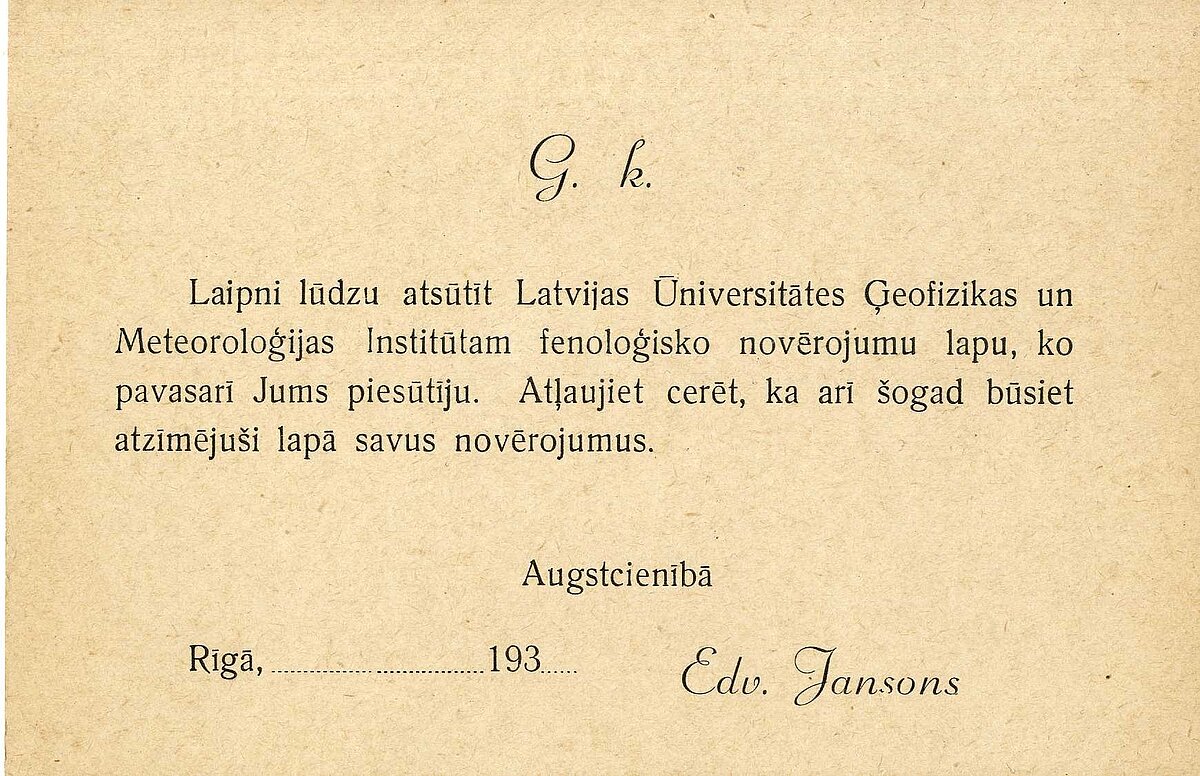 G. k.
Laipni lūdzu atsūtīt Latvijas Ūniversitātes Ģeofizikas un
Meteoroloģijas Institūtam fenoloģisko novērojumu lapu, ko
pavasarī Jums piesūtīju. Atļaujiet cerēt, ka arī šogad būsiet
atzīmējuši lapā savus novērojumus.
Augstcienībā
Rīgā, ........................................193......
Edv. Jansons